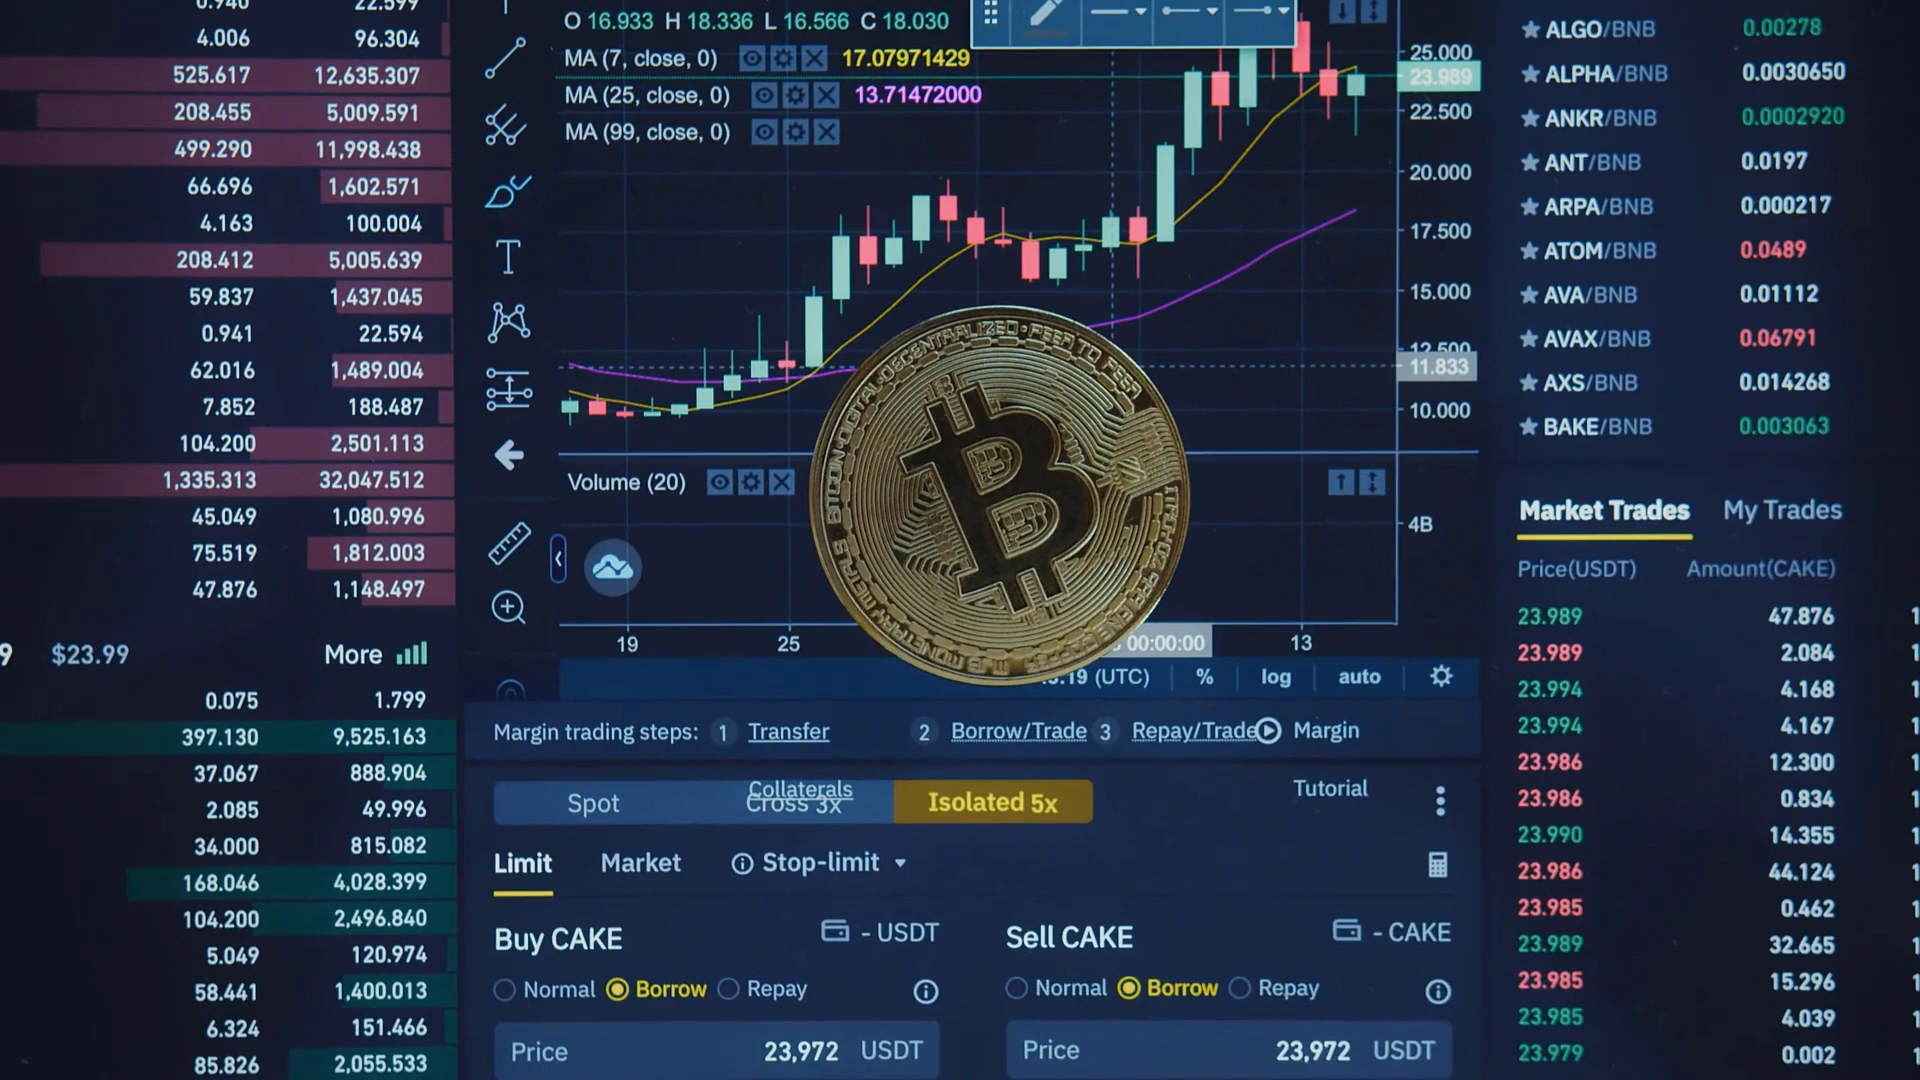 0.940 22.599
4.006 96.304
525.617 12,635.307
208.455 5,009.591
499.290 11,998.438
66.696 1,602.571
4.163 100.004
208.412 5,005.639
59.837 1,437.045
0.941 22.594
62.016 1,489.004
7.852 188.487
104.200 2,501.113
1,335.313 32,047.512
45.049 1,080.996
75.519 1,812.003
47.876 1,148.497
9 $23.99 More
0.075 1.799
397.130 9,525.163
37.067 888.904
2.085 49.996
34.000 815.082
168.046 4,028.399
104.200 2,496.840
5.049 120.974
58.441 1,400.013
6.324 151.466
85.826 2,055.533
O 16.933 H 18.336 L 16.566 C 18.030
MA (7, close, 0) 17.07971429
MA (25, close, 0) 13.71472000
MA (99, close, 0)
25.000
23.989
22.500
20.000
17.500
15.000
12.500
11.833
10.000
Volume (20)
4B
19 25 00:00:00 13
19 (UTC) % log auto
BITCOIN • DIGITAL • DECENTRALIZED • PEER TO PEER
Margin trading steps: 1 Transfer 2 Borrow/Trade 3 Repay/Trade Margin
Collaterals Tutorial
Spot Cross 3x Isolated 5x
Limit Market Stop-limit
Buy CAKE - USDT
Normal Borrow Repay
Price 23,972 USDT
Sell CAKE - CAKE
Normal Borrow Repay
Price 23,972 USDT
ALGO/BNB 0.00278
ALPHA/BNB 0.0030650
ANKR/BNB 0.0002920
ANT/BNB 0.0197
ARPA/BNB 0.000217
ATOM/BNB 0.0489
AVA/BNB 0.01112
AVAX/BNB 0.06791
AXS/BNB 0.014268
BAKE/BNB 0.003063
Market Trades My Trades
Price(USDT) Amount(CAKE)
23.989 47.876
23.989 2.084
23.994 4.168
23.994 4.167
23.986 12.300
23.986 0.834
23.990 14.355
23.986 44.124
23.985 0.462
23.989 32.665
23.985 15.296
23.985 4.039
23.979 0.002